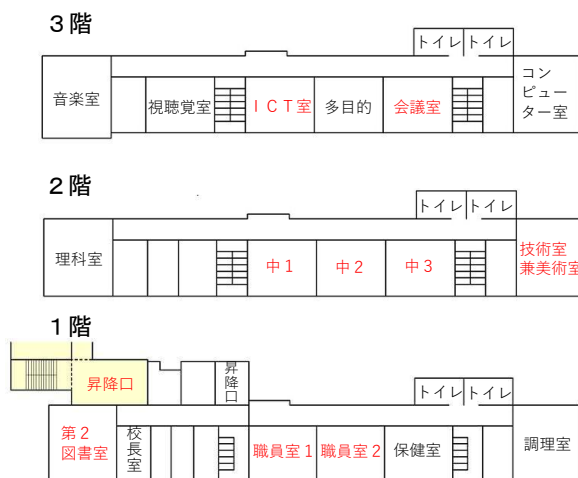 3階
トイレ トイレ
音楽室
視聴覚室
ICT室
多目的
会議室
コン
ピュー
ター室
2階
トイレ トイレ
理科室
中1
中2
中3
技術室
兼美術室
1階
昇降口
昇降口
トイレ トイレ
第2
図書室
校長室
職員室1
職員室2
保健室
調理室